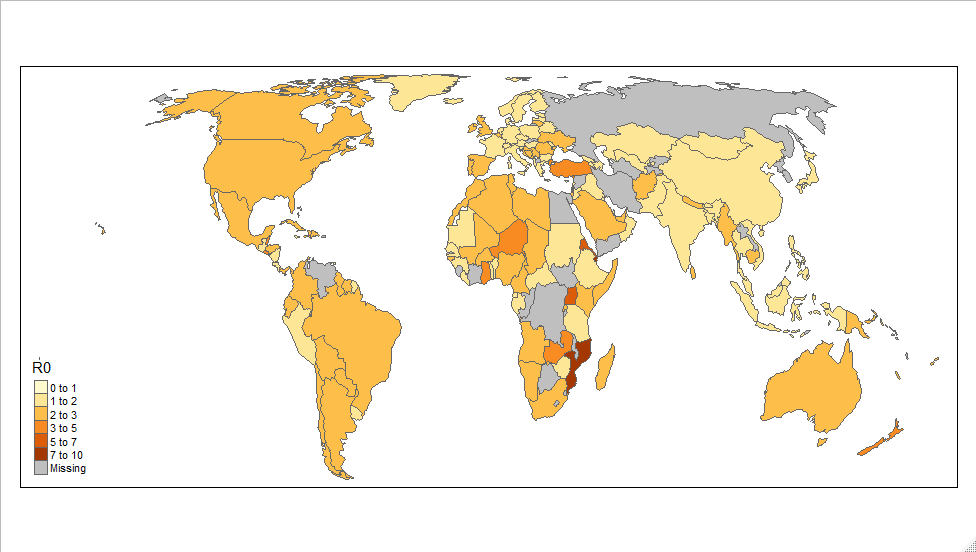 R0
0 to 1
1 to 2
2 to 3
3 to 5
5 to 7
7 to 10
Missing